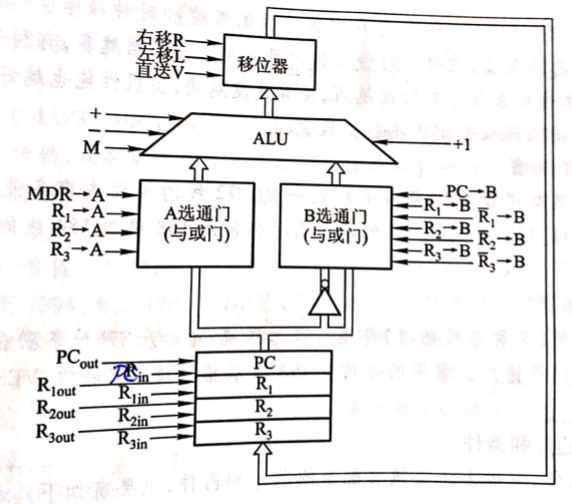 右移R
左移L
直送V
移位器
+
−
M
ALU
+1
MDR→A
R₁→A
R₂→A
R₃→A
A选通门
(与或门)
B选通门
(与或门)
PC→B
R₁→B R̄₁→B
R₂→B R̄₂→B
R₃→B R̄₃→B
PCout
PC
Rin
PC
R1out R1in
R₁
R2out R2in
R₂
R3out R3in
R₃